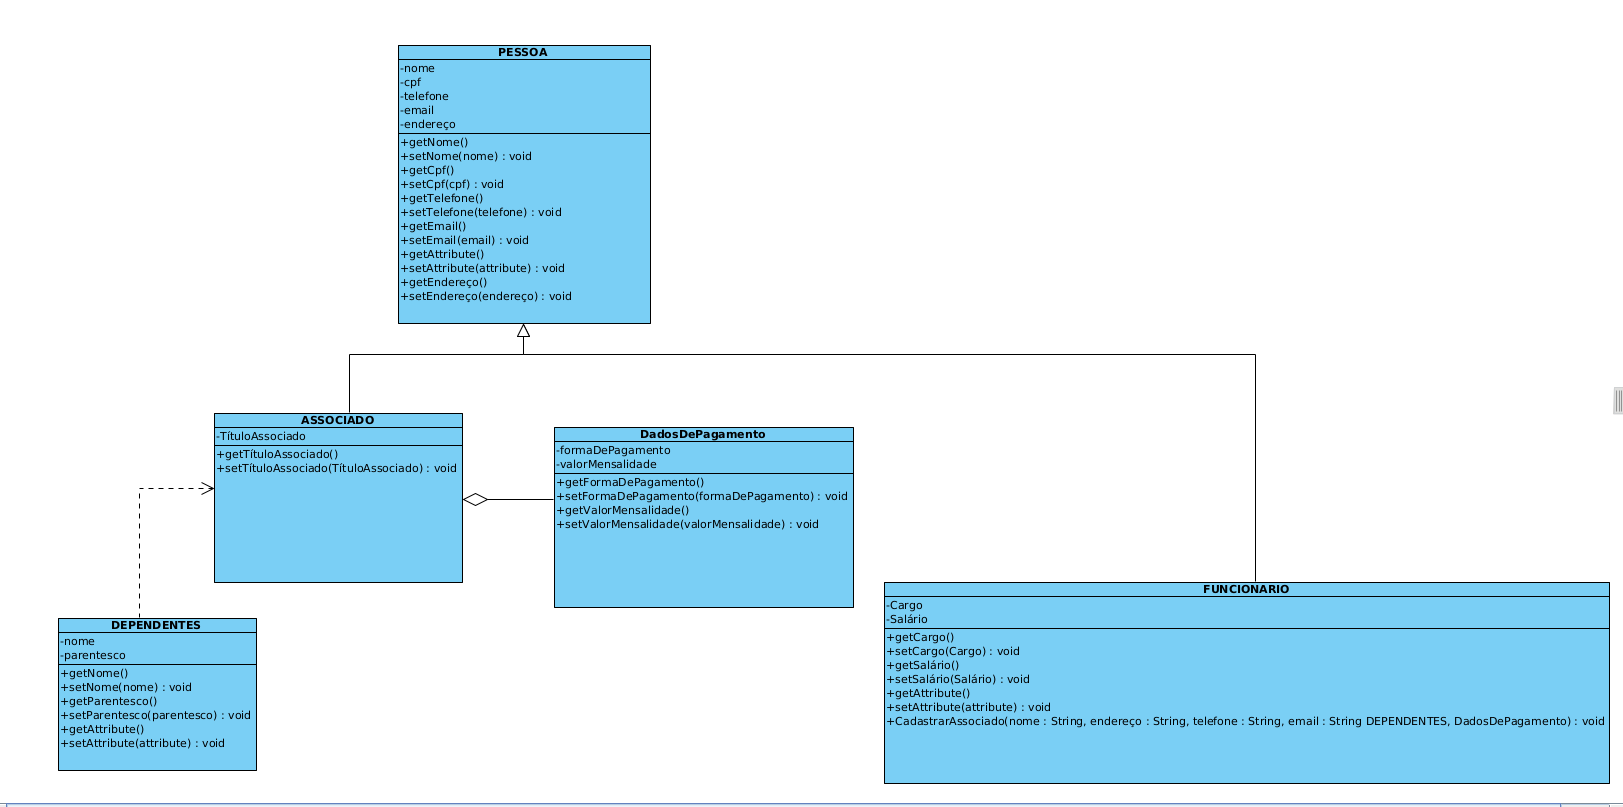 PESSOA
-nome
-cpf
-telefone
-email
-endereço
+getNome()
+setNome(nome) : void
+getCpf()
+setCpf(cpf) : void
+getTelefone()
+setTelefone(telefone) : void
+getEmail()
+setEmail(email) : void
+getAttribute()
+setAttribute(attribute) : void
+getEndereço()
+setEndereço(endereço) : void
ASSOCIADO
-TítuloAssociado
+getTítuloAssociado()
+setTítuloAssociado(TítuloAssociado) : void
DadosDePagamento
-formaDePagamento
-valorMensalidade
+getFormaDePagamento()
+setFormaDePagamento(formaDePagamento) : void
+getValorMensalidade()
+setValorMensalidade(valorMensalidade) : void
FUNCIONARIO
-Cargo
-Salário
+getCargo()
+setCargo(Cargo) : void
+getSalário()
+setSalário(Salário) : void
+getAttribute()
+setAttribute(attribute) : void
+CadastrarAssociado(nome : String, endereço : String, telefone : String, email : String DEPENDENTES, DadosDePagamento) : void
DEPENDENTES
-nome
-parentesco
+getNome()
+setNome(nome) : void
+getParentesco()
+setParentesco(parentesco) : void
+getAttribute()
+setAttribute(attribute) : void